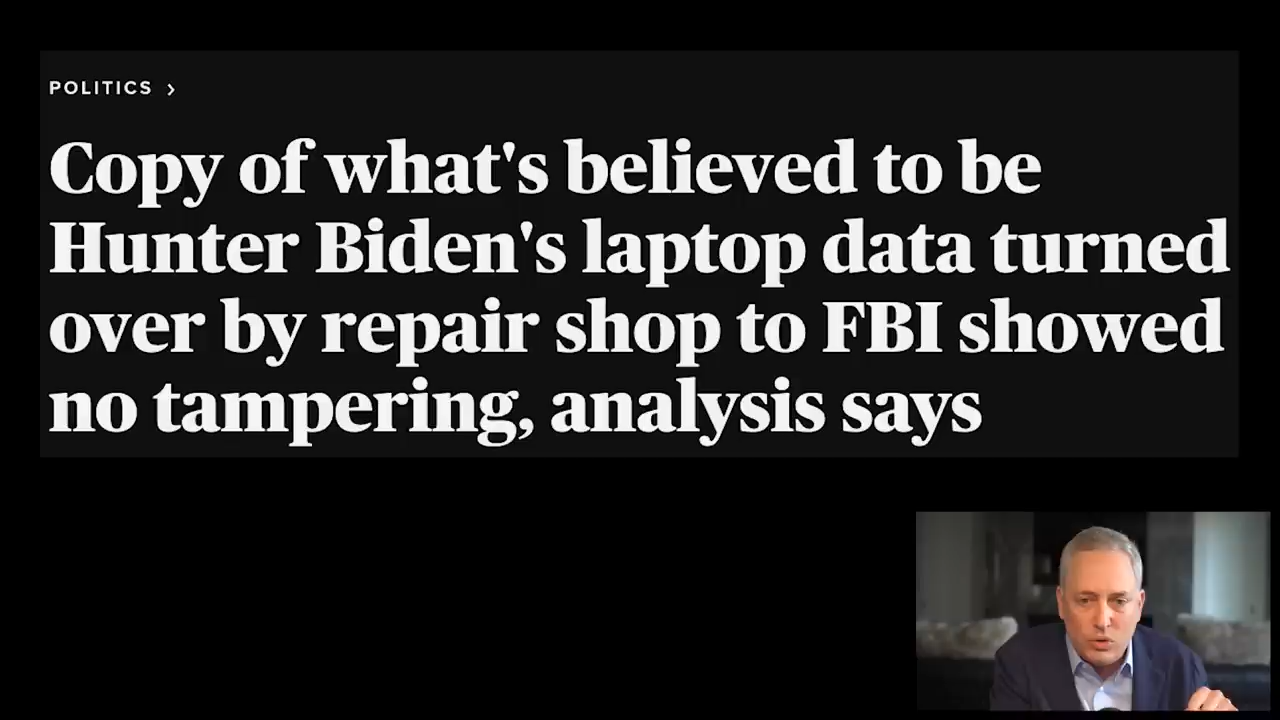 POLITICS ›
Copy of what's believed to be
Hunter Biden's laptop data turned
over by repair shop to FBI showed
no tampering, analysis says